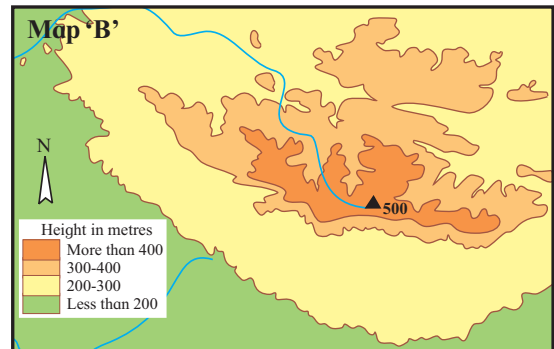 Map ‘B’
N
500
Height in metres
More than 400
300-400
200-300
Less than 200